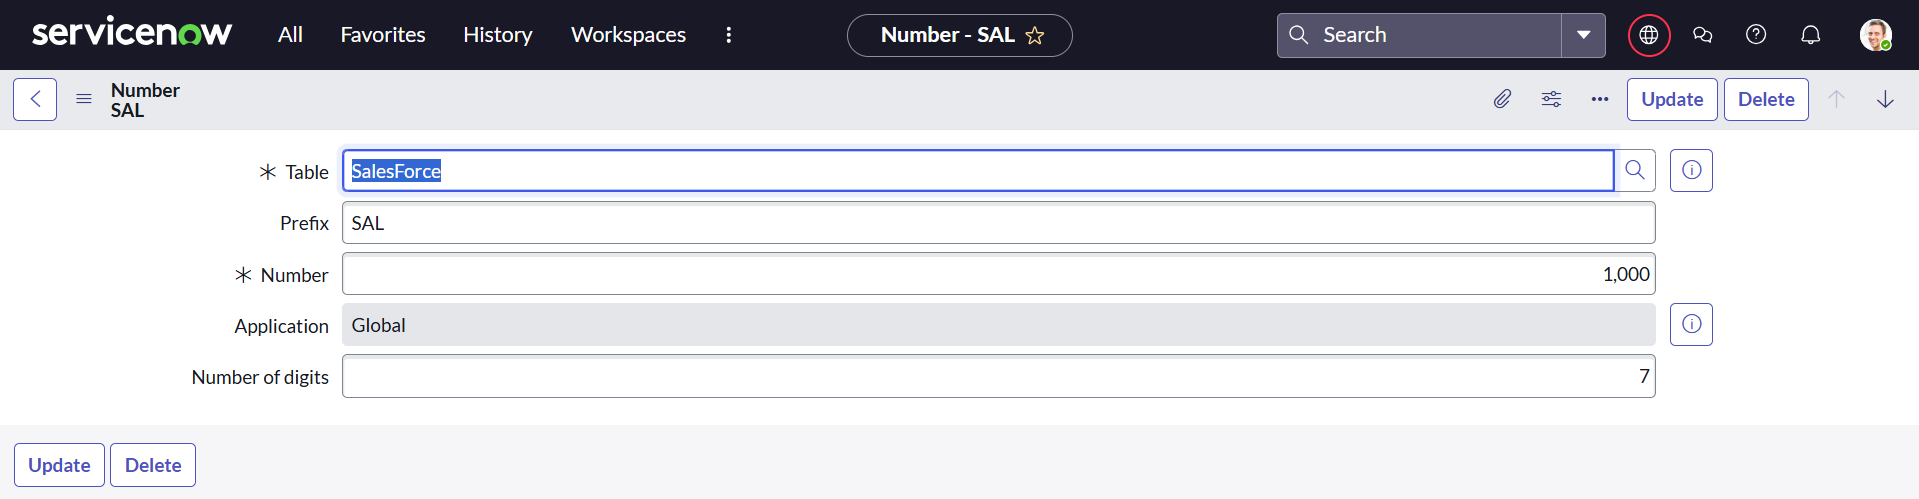 servicenow All Favorites History Workspaces Number - SAL Search
Number
SAL
Update Delete
* Table SalesForce
Prefix SAL
* Number 1,000
Application Global
Number of digits 7
Update Delete